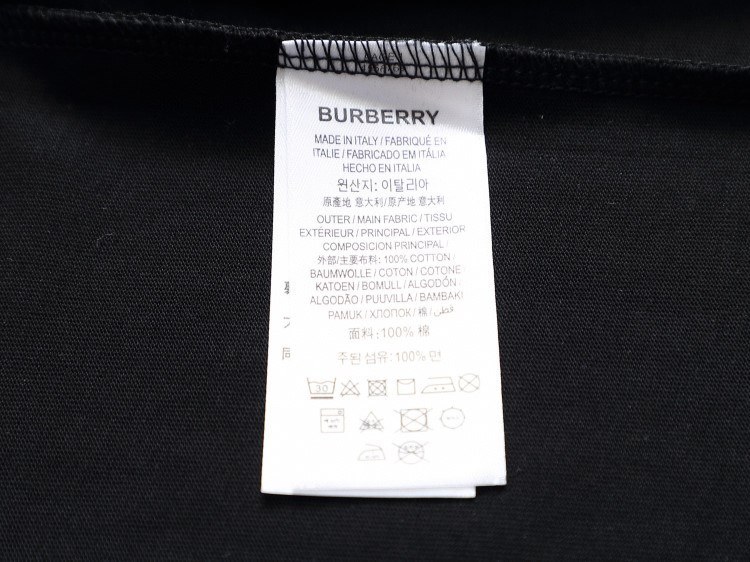 BURBERRY
MADE IN ITALY / FABRIQUÉ EN
ITALIE / FABRICADO EM ITÁLIA
HECHO EN ITALIA
원산지: 이탈리아
原產地 意大利/原产地 意大利
OUTER / MAIN FABRIC / TISSU
EXTÉRIEUR / PRINCIPAL / EXTERIOR
COMPOSICION PRINCIPAL
外部/主要布料: 100% COTTON /
BAUMWOLLE / COTON / COTONE
KATOEN / BOMULL / ALGODÓN /
ALGODÃO / PUUVILLA / BAMBAKI
PAMUK / ХЛОПОК / 棉 / قطن /
面料:100% 棉
주된 섬유:100% 면
30